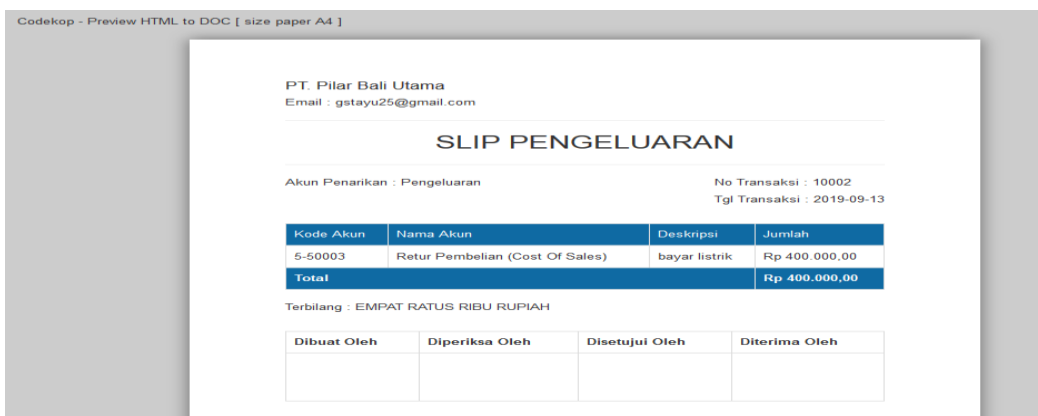 Codekop - Preview HTML to DOC [ size paper A4 ]
PT. Pilar Bali Utama
Email : gstayu25@gmail.com
SLIP PENGELUARAN
Akun Penarikan : Pengeluaran
No Transaksi : 10002
Tgl Transaksi : 2019-09-13
Kode Akun Nama Akun Deskripsi Jumlah
5-50003 Retur Pembelian (Cost Of Sales) bayar listrik Rp 400.000,00
Total Rp 400.000,00
Terbilang : EMPAT RATUS RIBU RUPIAH
Dibuat Oleh Diperiksa Oleh Disetujui Oleh Diterima Oleh